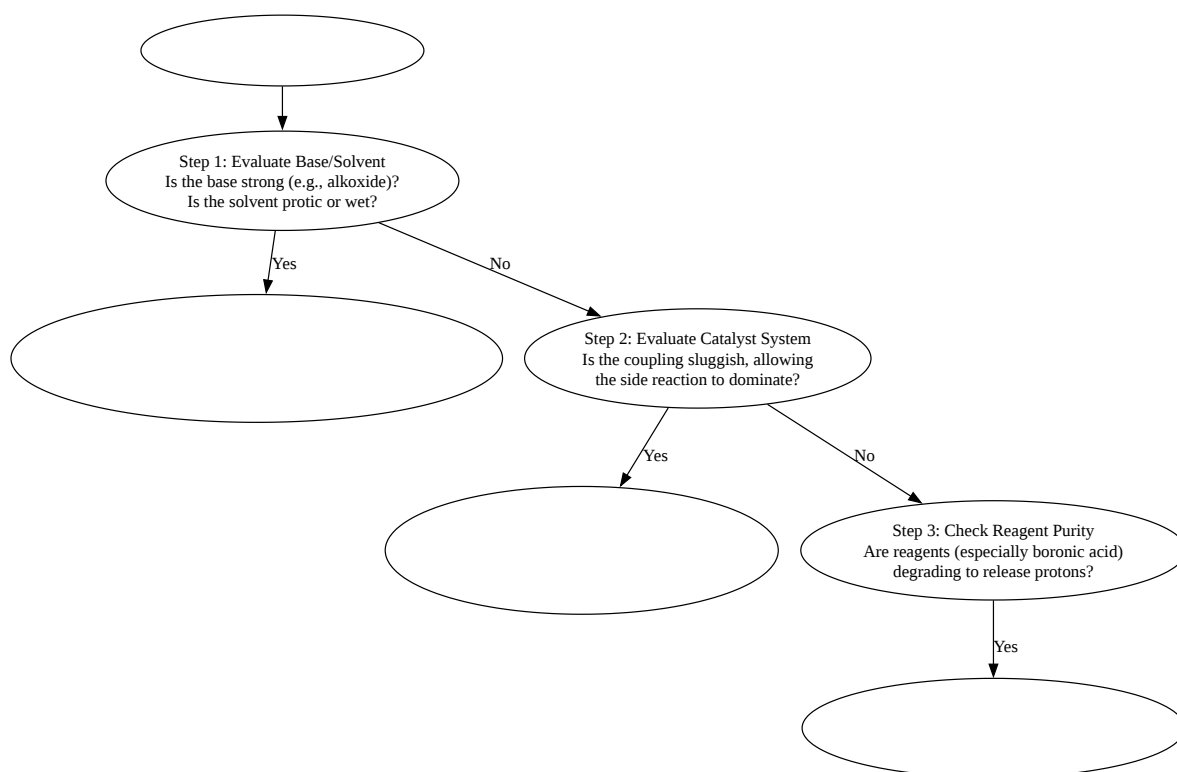 Step 1: Evaluate Base/Solvent
Is the base strong (e.g., alkoxide)?
Is the solvent protic or wet?
Yes
No
Step 2: Evaluate Catalyst System
Is the coupling sluggish, allowing
the side reaction to dominate?
Yes
No
Step 3: Check Reagent Purity
Are reagents (especially boronic acid)
degrading to release protons?
Yes